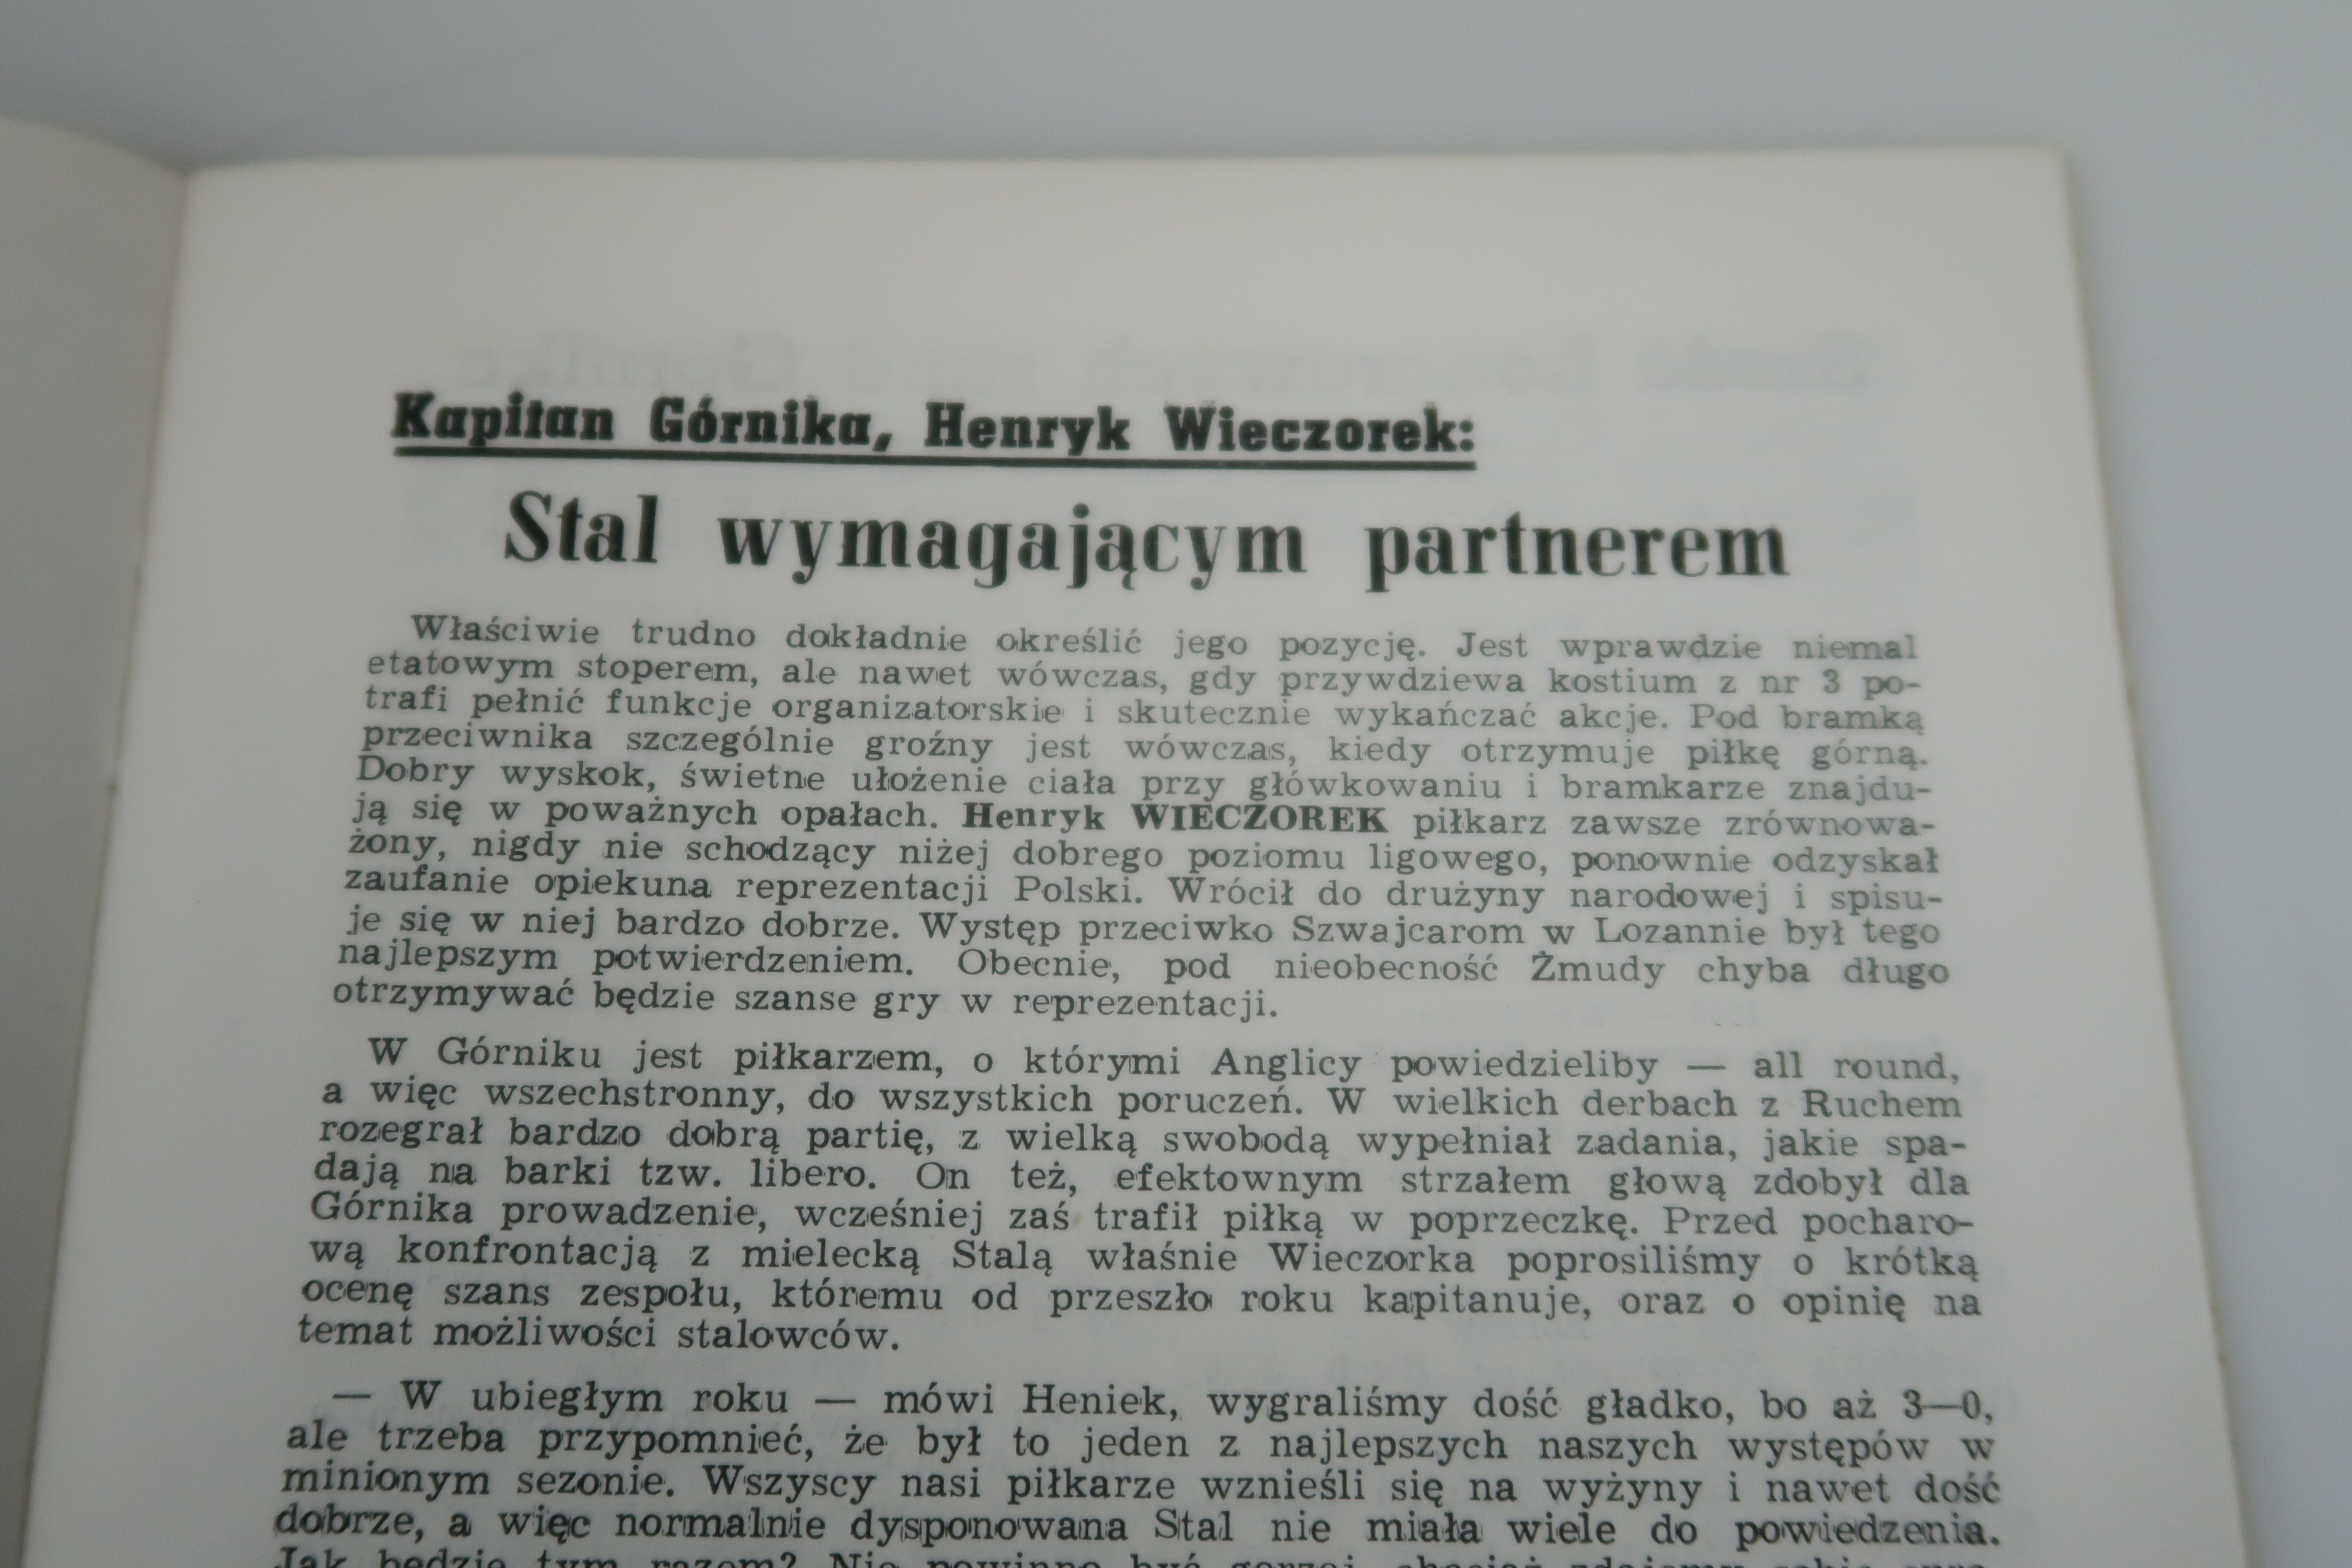 Kapitan Górnika, Henryk Wieczorek:
Stal wymagającym partnerem
Właściwie trudno dokładnie określić jego pozycję. Jest wprawdzie niemal
etatowym stoperem, ale nawet wówczas, gdy przywdziewa kostium z nr 3 po-
trafi pełnić funkcje organizatorskie i skutecznie wykańczać akcje. Pod bramką
przeciwnika szczególnie groźny jest wówczas, kiedy otrzymuje piłkę górną.
Dobry wyskok, świetne ułożenie ciała przy główkowaniu i bramkarze znajdu-
ją się w poważnych opałach. Henryk WIECZOREK piłkarz zawsze zrównowa-
żony, nigdy nie schodzący niżej dobrego poziomu ligowego, ponownie odzyskał
zaufanie opiekuna reprezentacji Polski. Wrócił do drużyny narodowej i spisu-
je się w niej bardzo dobrze. Występ przeciwko Szwajcarom w Lozannie był tego
najlepszym potwierdzeniem. Obecnie, pod nieobecność Żmudy chyba długo
otrzymywać będzie szanse gry w reprezentacji.
W Górniku jest piłkarzem, o którymi Anglicy powiedzieliby — all round,
a więc wszechstronny, do wszystkich poruczeń. W wielkich derbach z Ruchem
rozegrał bardzo dobrą partię, z wielką swobodą wypełniał zadania, jakie spa-
dają na barki tzw. libero. On też, efektownym strzałem głową zdobył dla
Górnika prowadzenie, wcześniej zaś trafił piłką w poprzeczkę. Przed pocharo-
wą konfrontacją z mielecką Stalą właśnie Wieczorka poprosiliśmy o krótką
ocenę szans zespołu, któremu od przeszło roku kapitanuje, oraz o opinię na
temat możliwości stalowców.
— W ubiegłym roku — mówi Heniek, wygraliśmy dość gładko, bo aż 3—0,
ale trzeba przypomnieć, że był to jeden z najlepszych naszych występów w
minionym sezonie. Wszyscy nasi piłkarze wznieśli się na wyżyny i nawet dość
dobrze, a więc normalnie dysponowana Stal nie miała wiele do powiedzenia.
Jak będzie tym razem? Nie powinno być gorzej, chociaż